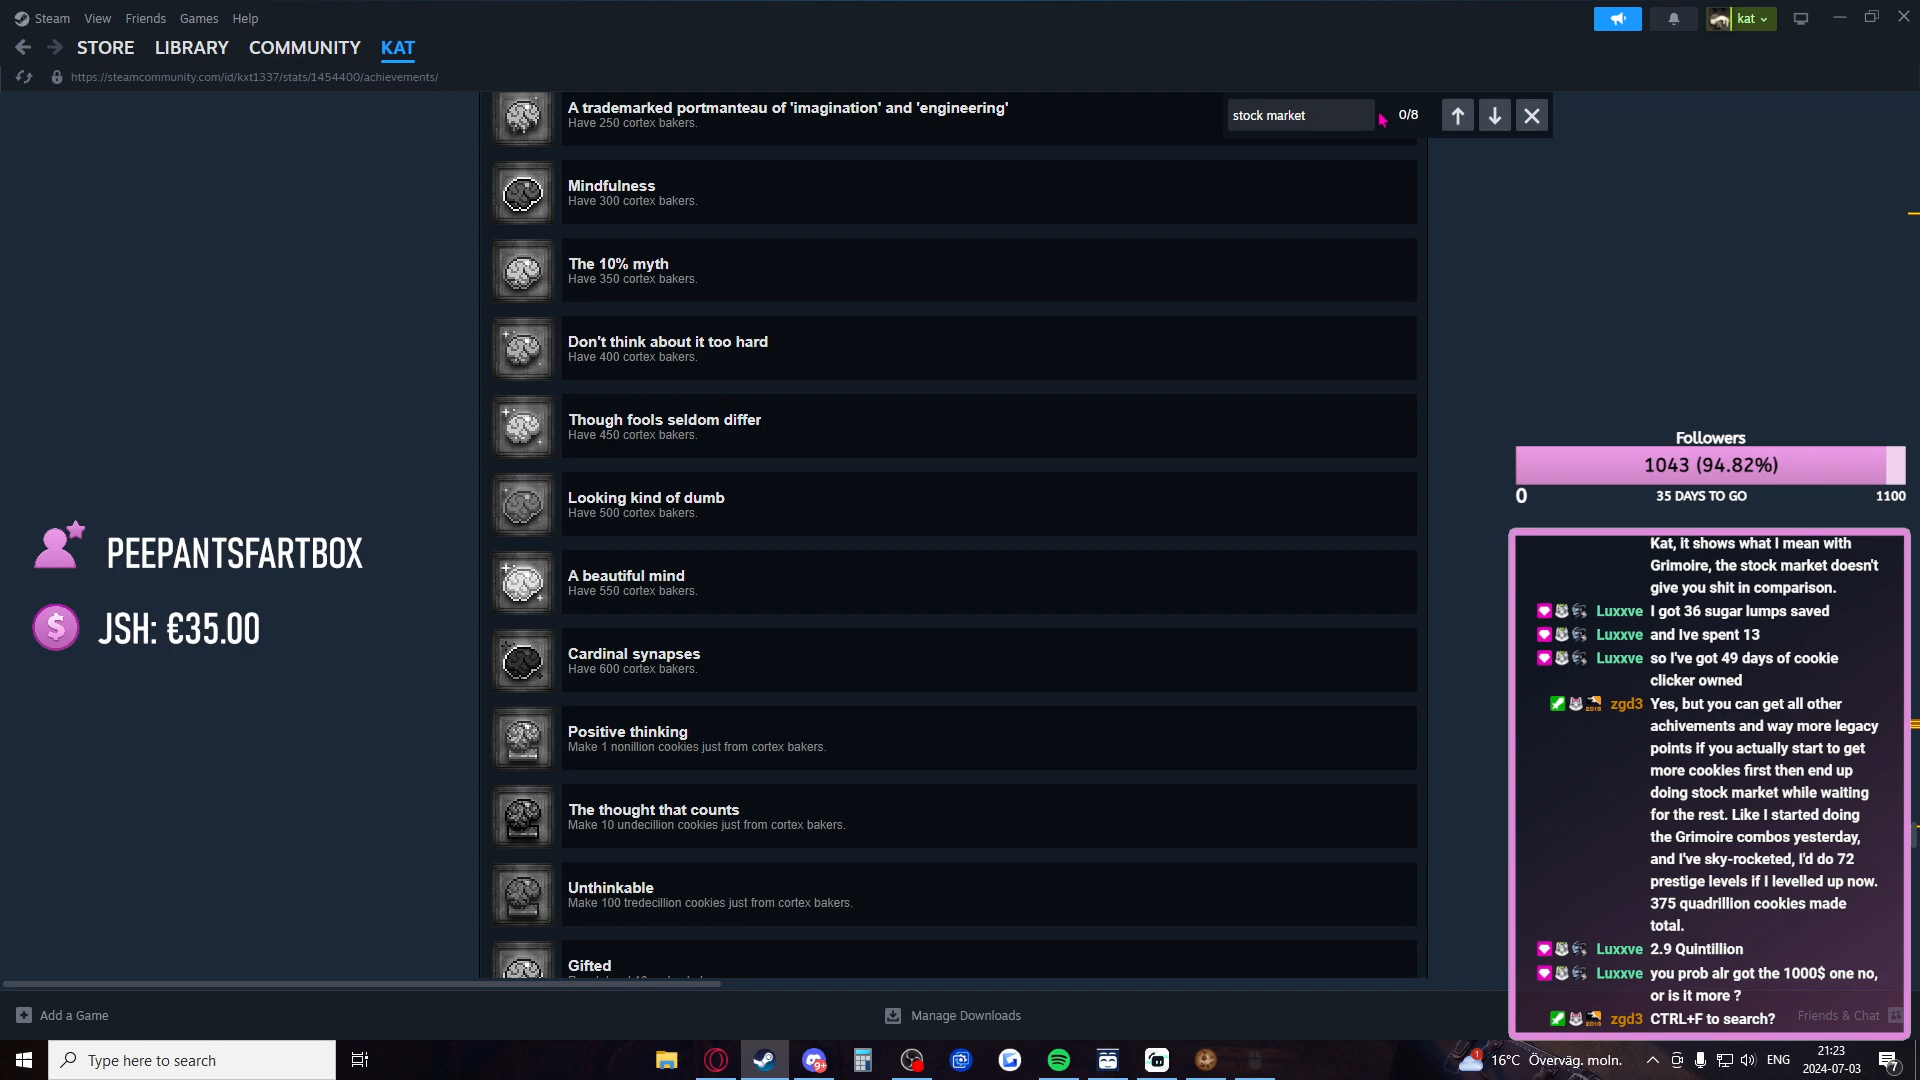 Steam View Friends Games Help
kat
STORE LIBRARY COMMUNITY KAT
https://steamcommunity.com/id/kxt1337/stats/1454400/achievements/
A trademarked portmanteau of 'imagination' and 'engineering'
Have 250 cortex bakers.
stock market 0/8
Mindfulness
Have 300 cortex bakers.
The 10% myth
Have 350 cortex bakers.
Don't think about it too hard
Have 400 cortex bakers.
Though fools seldom differ
Have 450 cortex bakers.
Looking kind of dumb
Have 500 cortex bakers.
A beautiful mind
Have 550 cortex bakers.
Cardinal synapses
Have 600 cortex bakers.
Positive thinking
Make 1 nonillion cookies just from cortex bakers.
The thought that counts
Make 10 undecillion cookies just from cortex bakers.
Unthinkable
Make 100 tredecillion cookies just from cortex bakers.
Gifted
PEEPANTSFARTBOX
$ JSH: €35.00
Followers
1043 (94.82%)
0 35 DAYS TO GO 1100
Kat, it shows what I mean with
Grimoire, the stock market doesn't
give you shit in comparison.
Luxxve I got 36 sugar lumps saved
Luxxve and Ive spent 13
Luxxve so I've got 49 days of cookie
clicker owned
zgd3 Yes, but you can get all other
achivements and way more legacy
points if you actually start to get
more cookies first then end up
doing stock market while waiting
for the rest. Like I started doing
the Grimoire combos yesterday,
and I've sky-rocketed, I'd do 72
prestige levels if I levelled up now.
375 quadrillion cookies made
total.
Luxxve 2.9 Quintillion
Luxxve you prob alr got the 1000$ one no,
or is it more ?
zgd3 CTRL+F to search?
Add a Game
Manage Downloads
Friends & Chat
Type here to search
9+
1
16°C Överväg. moln.
ENG
21:23
2024-07-03
7